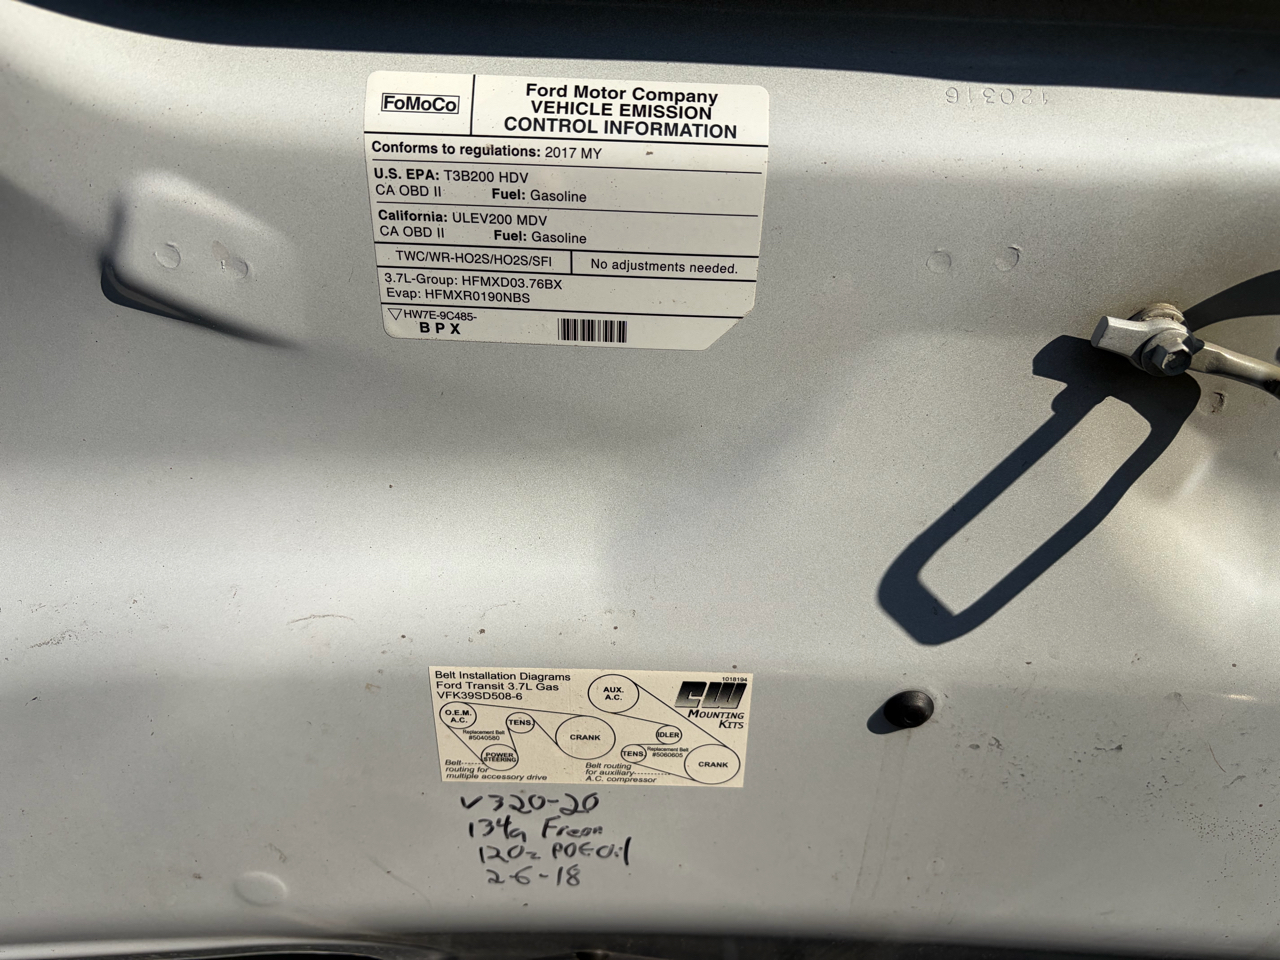 FoMoCo
Ford Motor Company
VEHICLE EMISSION
CONTROL INFORMATION
Conforms to regulations: 2017 MY
U.S. EPA: T3B200 HDV
CA OBD II Fuel: Gasoline
California: ULEV200 MDV
CA OBD II Fuel: Gasoline
TWC/WR-HO2S/HO2S/SFI
No adjustments needed.
3.7L-Group: HFMXD03.76BX
Evap: HFMXR0190NBS
HW7E-9C485-
BPX
120316
Belt Installation Diagrams
Ford Transit 3.7L Gas
VFK39SD508-6
1018194
CW
MOUNTING
KITS
O.E.M.
A.C.
TENS.
Replacement Belt
#5040580
POWER
STEERING
CRANK
Belt
routing for
multiple accessory drive
AUX.
A.C.
IDLER
TENS.
Replacement Belt
#5060605
CRANK
Belt routing
for auxiliary
A.C. compressor
V320-20
134a Freon
12Oz POE Oil
2-6-18